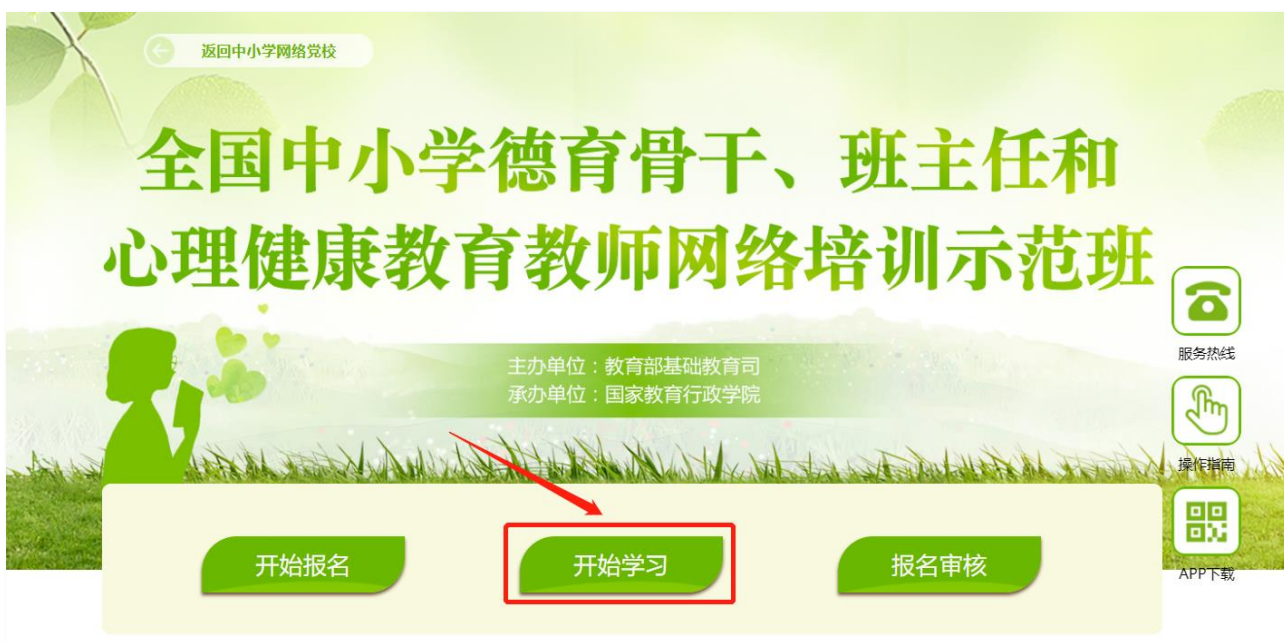 返回中小学网络党校
全国中小学德育骨干、班主任和
心理健康教育教师网络培训示范班
主办单位：教育部基础教育司
承办单位：国家教育行政学院
服务热线
操作指南
APP下载
开始报名
开始学习
报名审核